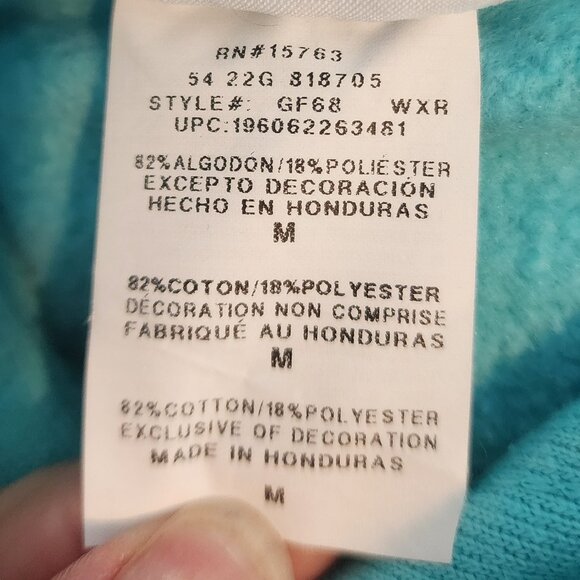 RN#15763
54 22G 818705
STYLE#: GF68 WXR
UPC:196062263481
82%ALGODON/18%POLIÉSTER
EXCEPTO DECORACIÓN
HECHO EN HONDURAS
M
82%COTON/18%POLYESTER
DÉCORATION NON COMPRISE
FABRIQUÉ AU HONDURAS
M
82%COTTON/18%POLYESTER
EXCLUSIVE OF DECORATION
MADE IN HONDURAS
M